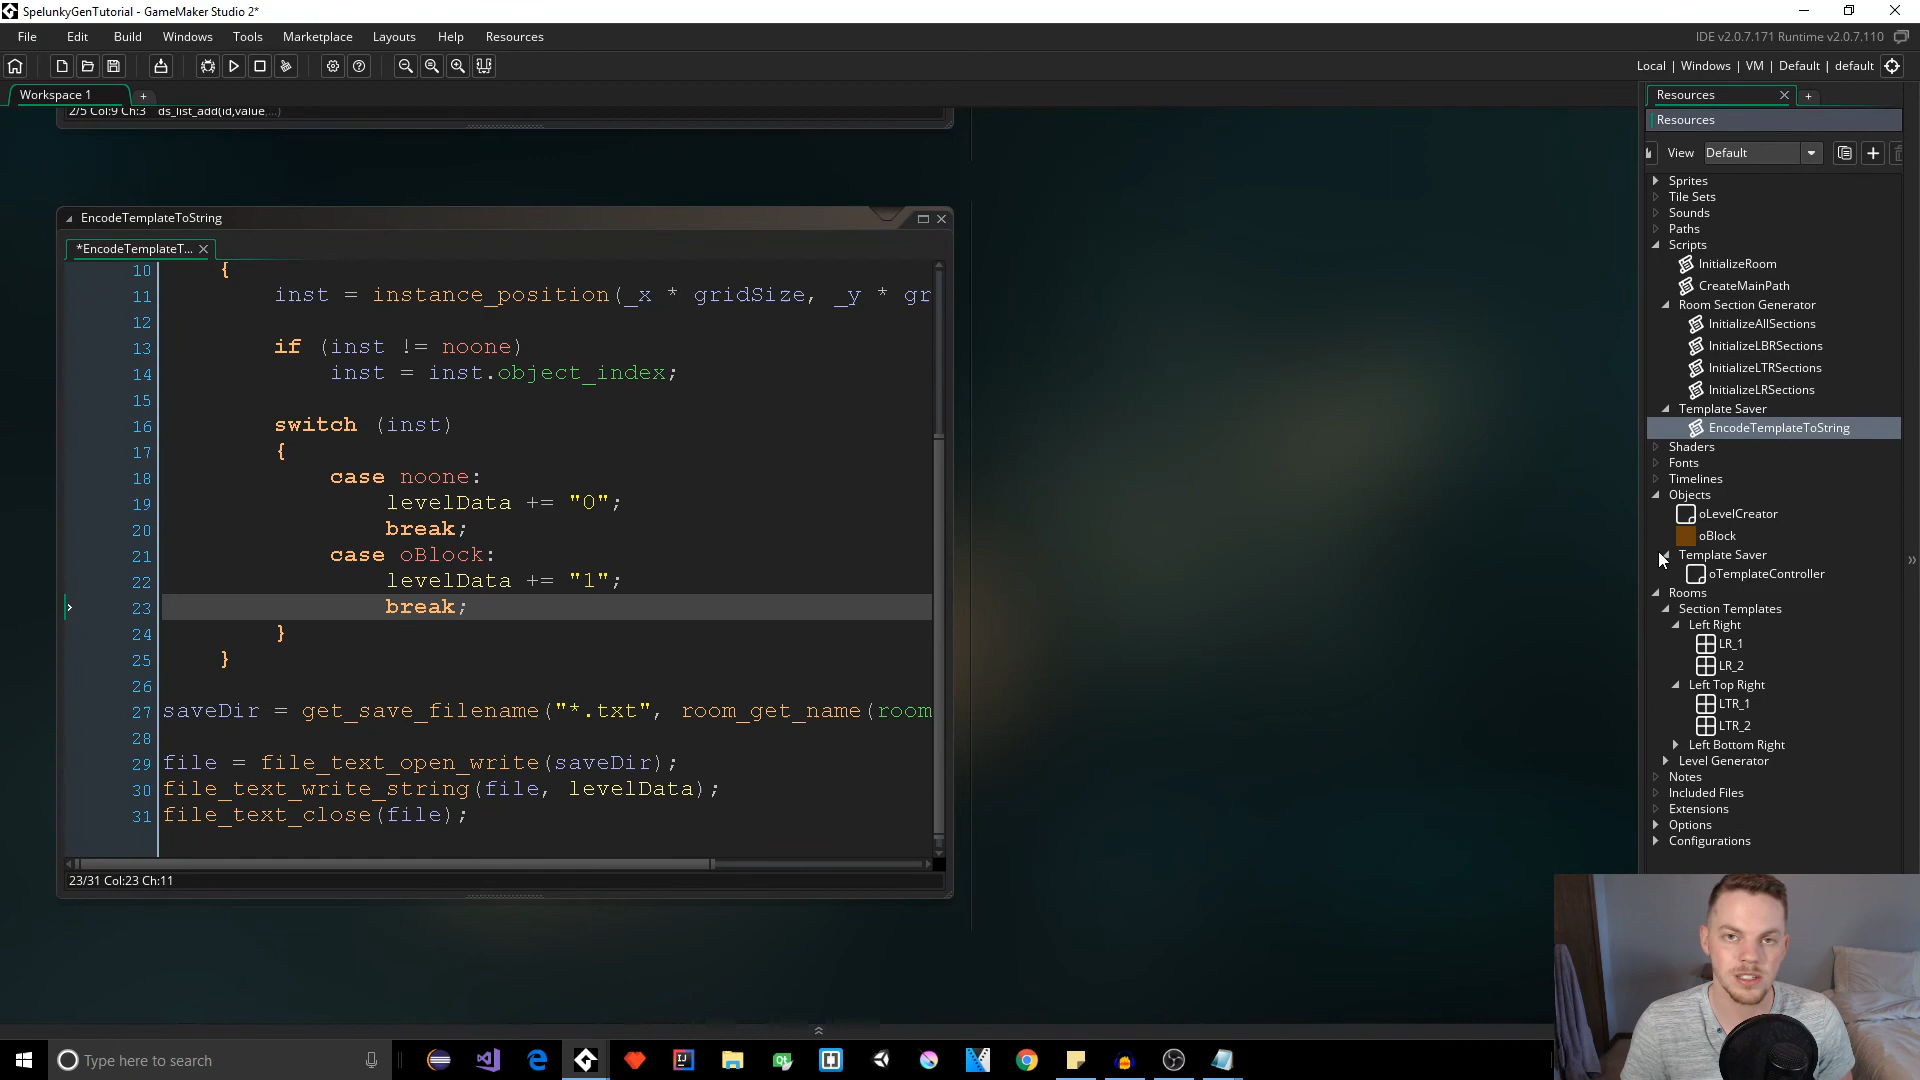 SpelunkyGenTutorial - GameMaker Studio 2*
File Edit Build Windows Tools Marketplace Layouts Help Resources
IDE v2.0.7.171 Runtime v2.0.7.110
Local | Windows | VM | Default | default
Workspace 1
2/5 Col:9 Ch:3 ds_list_add(id,value,...)
EncodeTemplateToString
*EncodeTemplateT...
10 {
11 inst = instance_position(_x * gridSize, _y * gr
12
13 if (inst != noone)
14 inst = inst.object_index;
15
16 switch (inst)
17 {
18 case noone:
19 levelData += "0";
20 break;
21 case oBlock:
22 levelData += "1";
23 break;
24 }
25 }
26
27 saveDir = get_save_filename("*.txt", room_get_name(room
28
29 file = file_text_open_write(saveDir);
30 file_text_write_string(file, levelData);
31 file_text_close(file);
23/31 Col:23 Ch:11
Resources
Resources
View Default
Sprites
Tile Sets
Sounds
Paths
Scripts
InitializeRoom
CreateMainPath
Room Section Generator
InitializeAllSections
InitializeLBRSections
InitializeLTRSections
InitializeLRSections
Template Saver
EncodeTemplateToString
Shaders
Fonts
Timelines
Objects
oLevelCreator
oBlock
Template Saver
oTemplateController
Rooms
Section Templates
Left Right
LR_1
LR_2
Left Top Right
LTR_1
LTR_2
Left Bottom Right
Level Generator
Notes
Included Files
Extensions
Options
Configurations
Type here to search